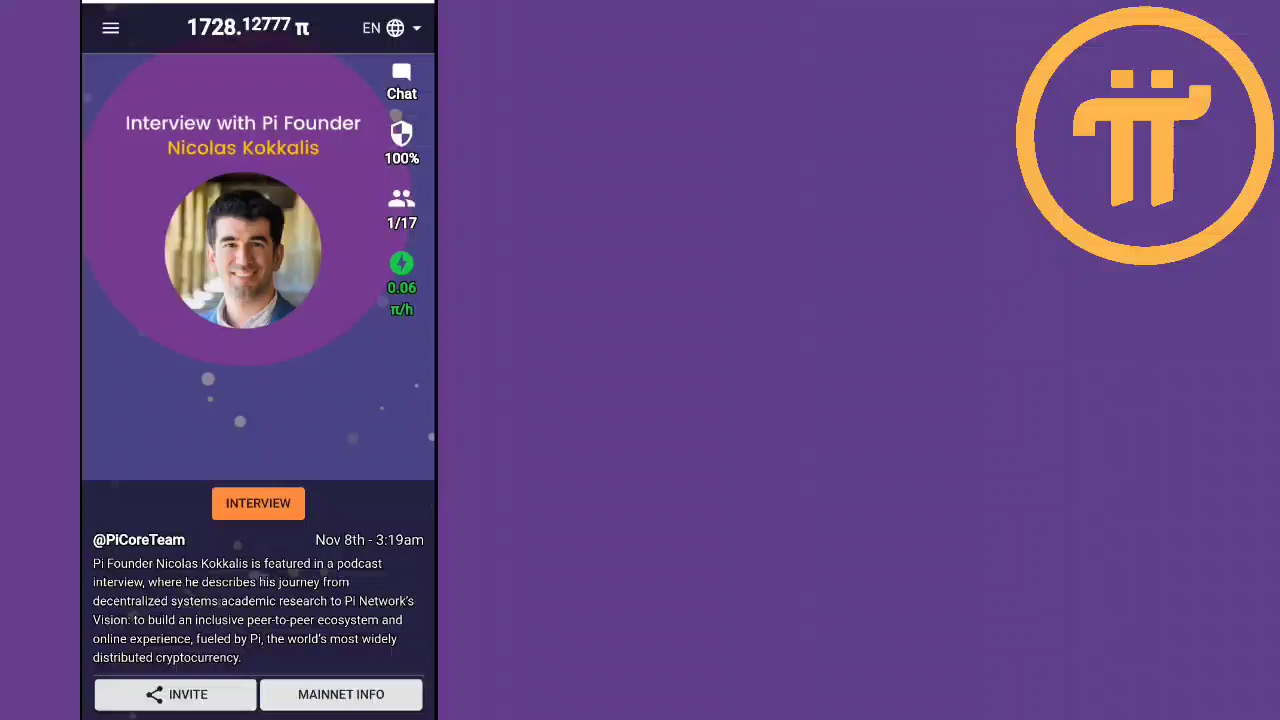 1728.12777 π
EN
Chat
Interview with Pi Founder
Nicolas Kokkalis
100%
1/17
0.06
π/h
INTERVIEW
@PiCoreTeam
Nov 8th - 3:19am
Pi Founder Nicolas Kokkalis is featured in a podcast
interview, where he describes his journey from
decentralized systems academic research to Pi Network's
Vision: to build an inclusive peer-to-peer ecosystem and
online experience, fueled by Pi, the world's most widely
distributed cryptocurrency.
INVITE
MAINNET INFO